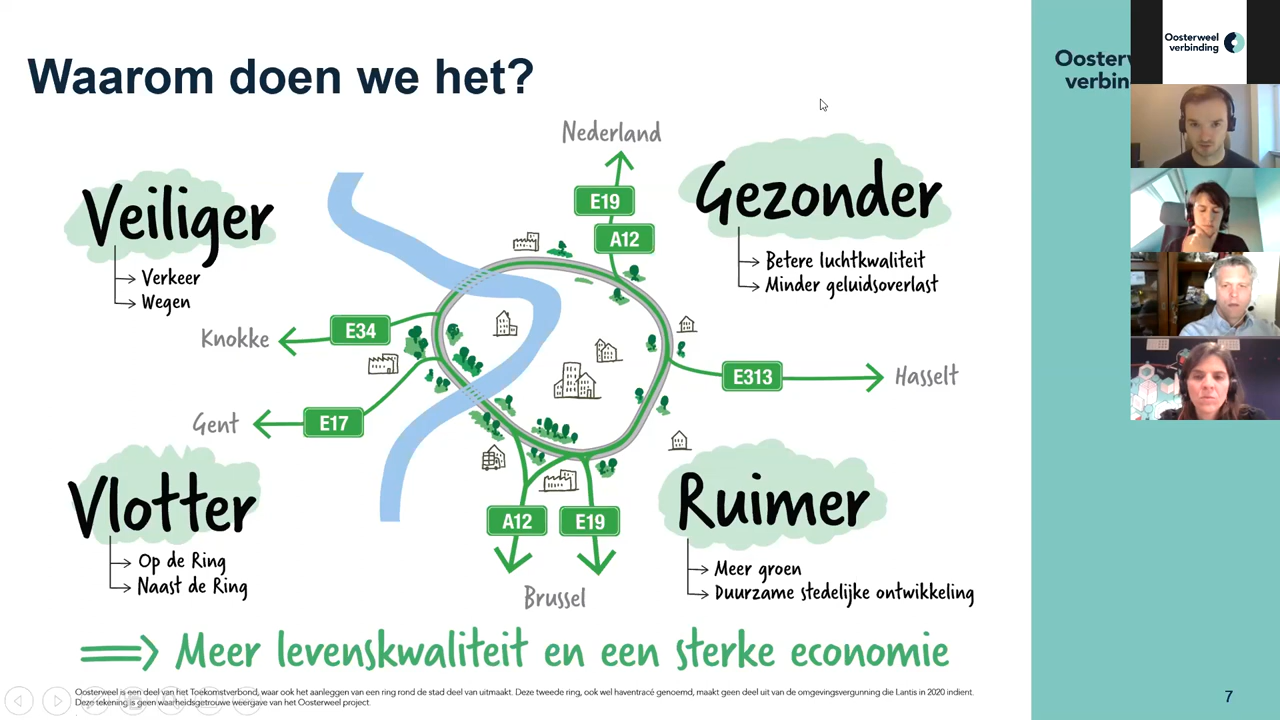 Waarom doen we het?
Oosterweel
verbinding
Oosterw
verbin
Nederland
E19
A12
Veiliger
Verkeer
Wegen
Gezonder
Betere luchtkwaliteit
Minder geluidsoverlast
Knokke
E34
E313
Hasselt
Gent
E17
Vlotter
Op de Ring
Naast de Ring
A12
E19
Brussel
Ruimer
Meer groen
Duurzame stedelijke ontwikkeling
Meer levenskwaliteit en een sterke economie
Oosterweel is een deel van het Toekomstverbond, waar ook het aanleggen van een ring rond de stad deel van uitmaakt. Deze tweede ring, ook wel haventracé genoemd, maakt geen deel uit van de omgevingsvergunning die Lantis in 2020 indient.
Deze tekening is geen waarheidsgetrouwe weergave van het Oosterweel project.
7